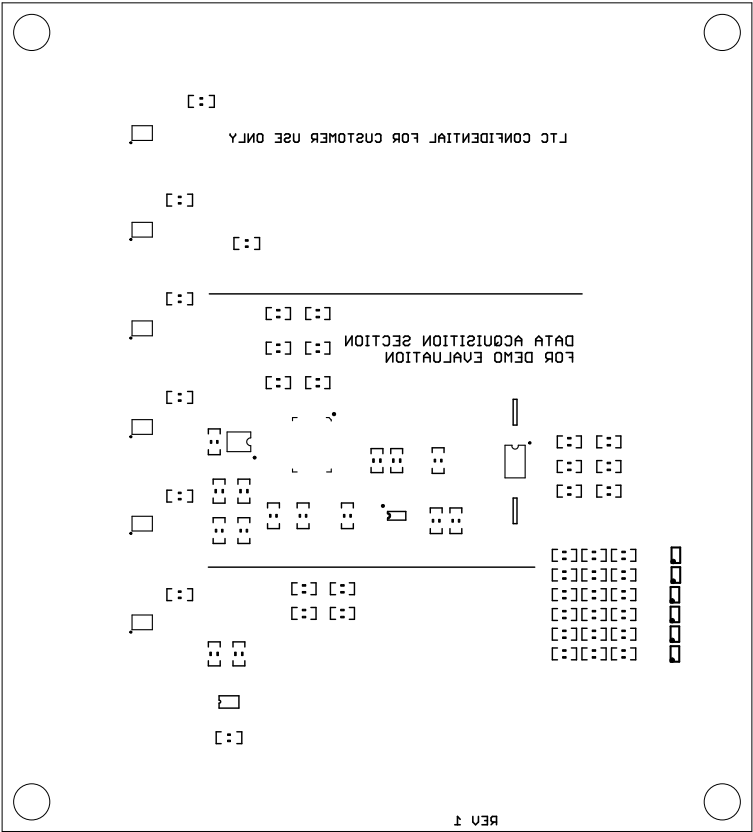 LTC CONFIDENTIAL FOR CUSTOMER USE ONLY
DATA ACQUISITION SECTION
FOR DEMO EVALUATION
REV 1